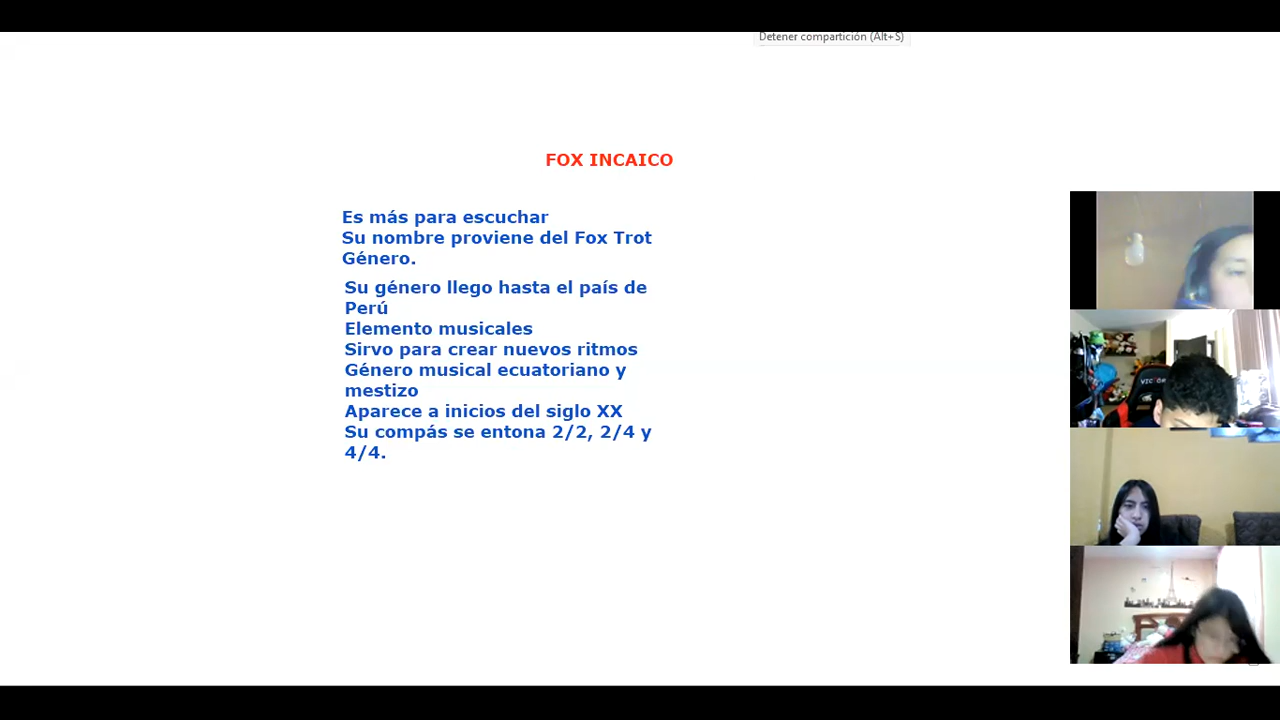 Detener compartición (Alt+S)
FOX INCAICO
Es más para escuchar
Su nombre proviene del Fox Trot
Género.
Su género llego hasta el país de
Perú
Elemento musicales
Sirvo para crear nuevos ritmos
Género musical ecuatoriano y
mestizo
Aparece a inicios del siglo XX
Su compás se entona 2/2, 2/4 y
4/4.